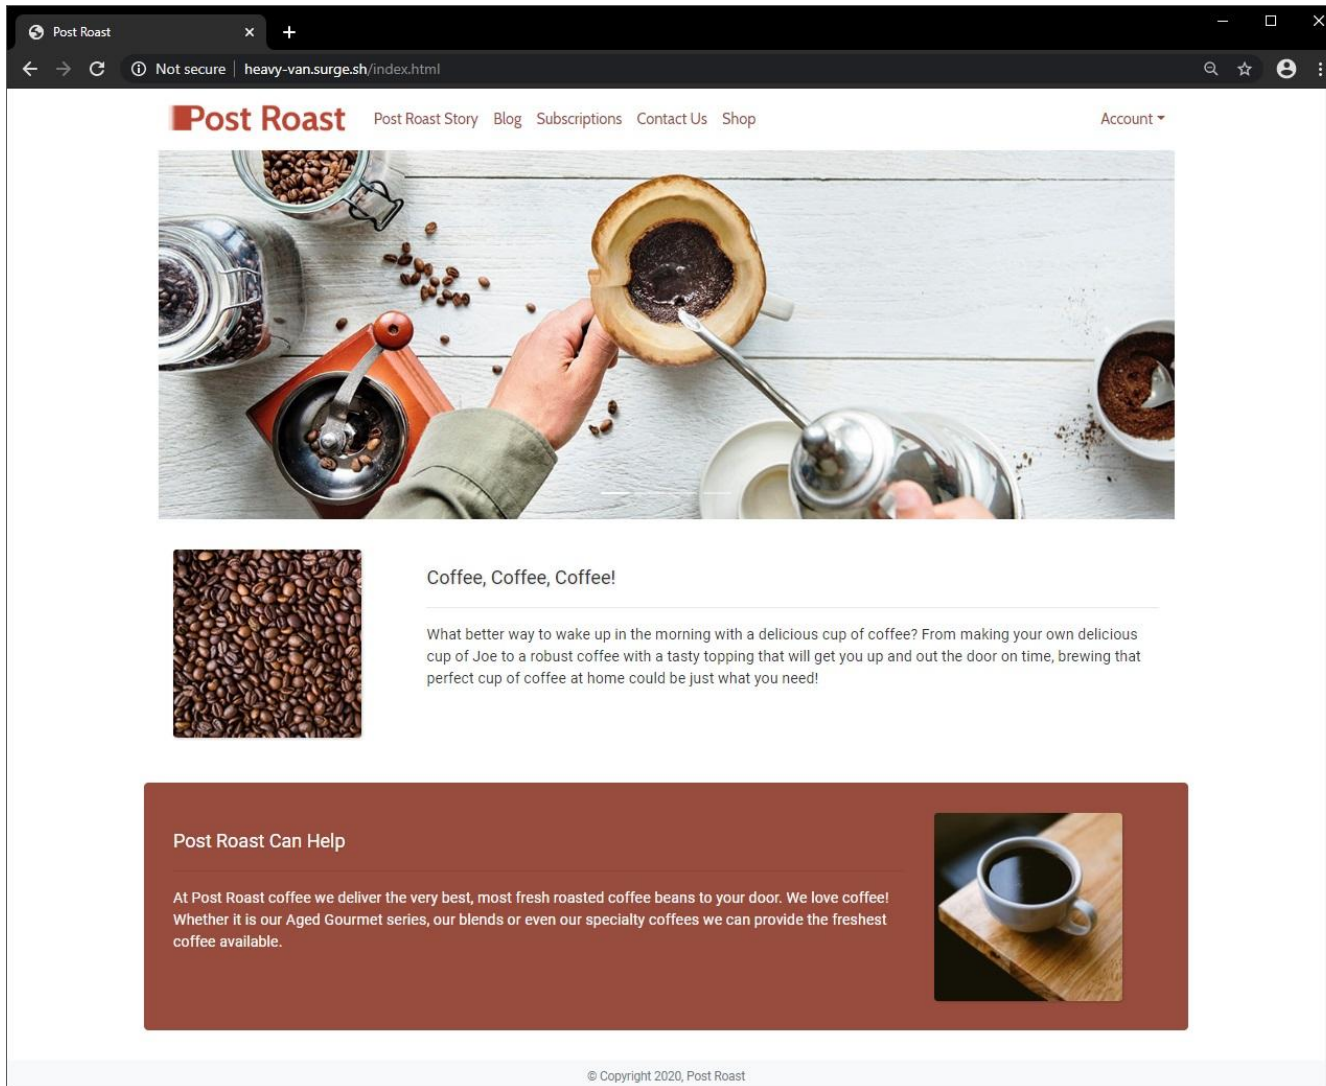 Post Roast
Not secure | heavy-van.surge.sh/index.html
Post Roast
Post Roast Story Blog Subscriptions Contact Us Shop
Account
Coffee, Coffee, Coffee!
What better way to wake up in the morning with a delicious cup of coffee? From making your own delicious
cup of Joe to a robust coffee with a tasty topping that will get you up and out the door on time, brewing that
perfect cup of coffee at home could be just what you need!
Post Roast Can Help
At Post Roast coffee we deliver the very best, most fresh roasted coffee beans to your door. We love coffee!
Whether it is our Aged Gourmet series, our blends or even our specialty coffees we can provide the freshest
coffee available.
© Copyright 2020, Post Roast